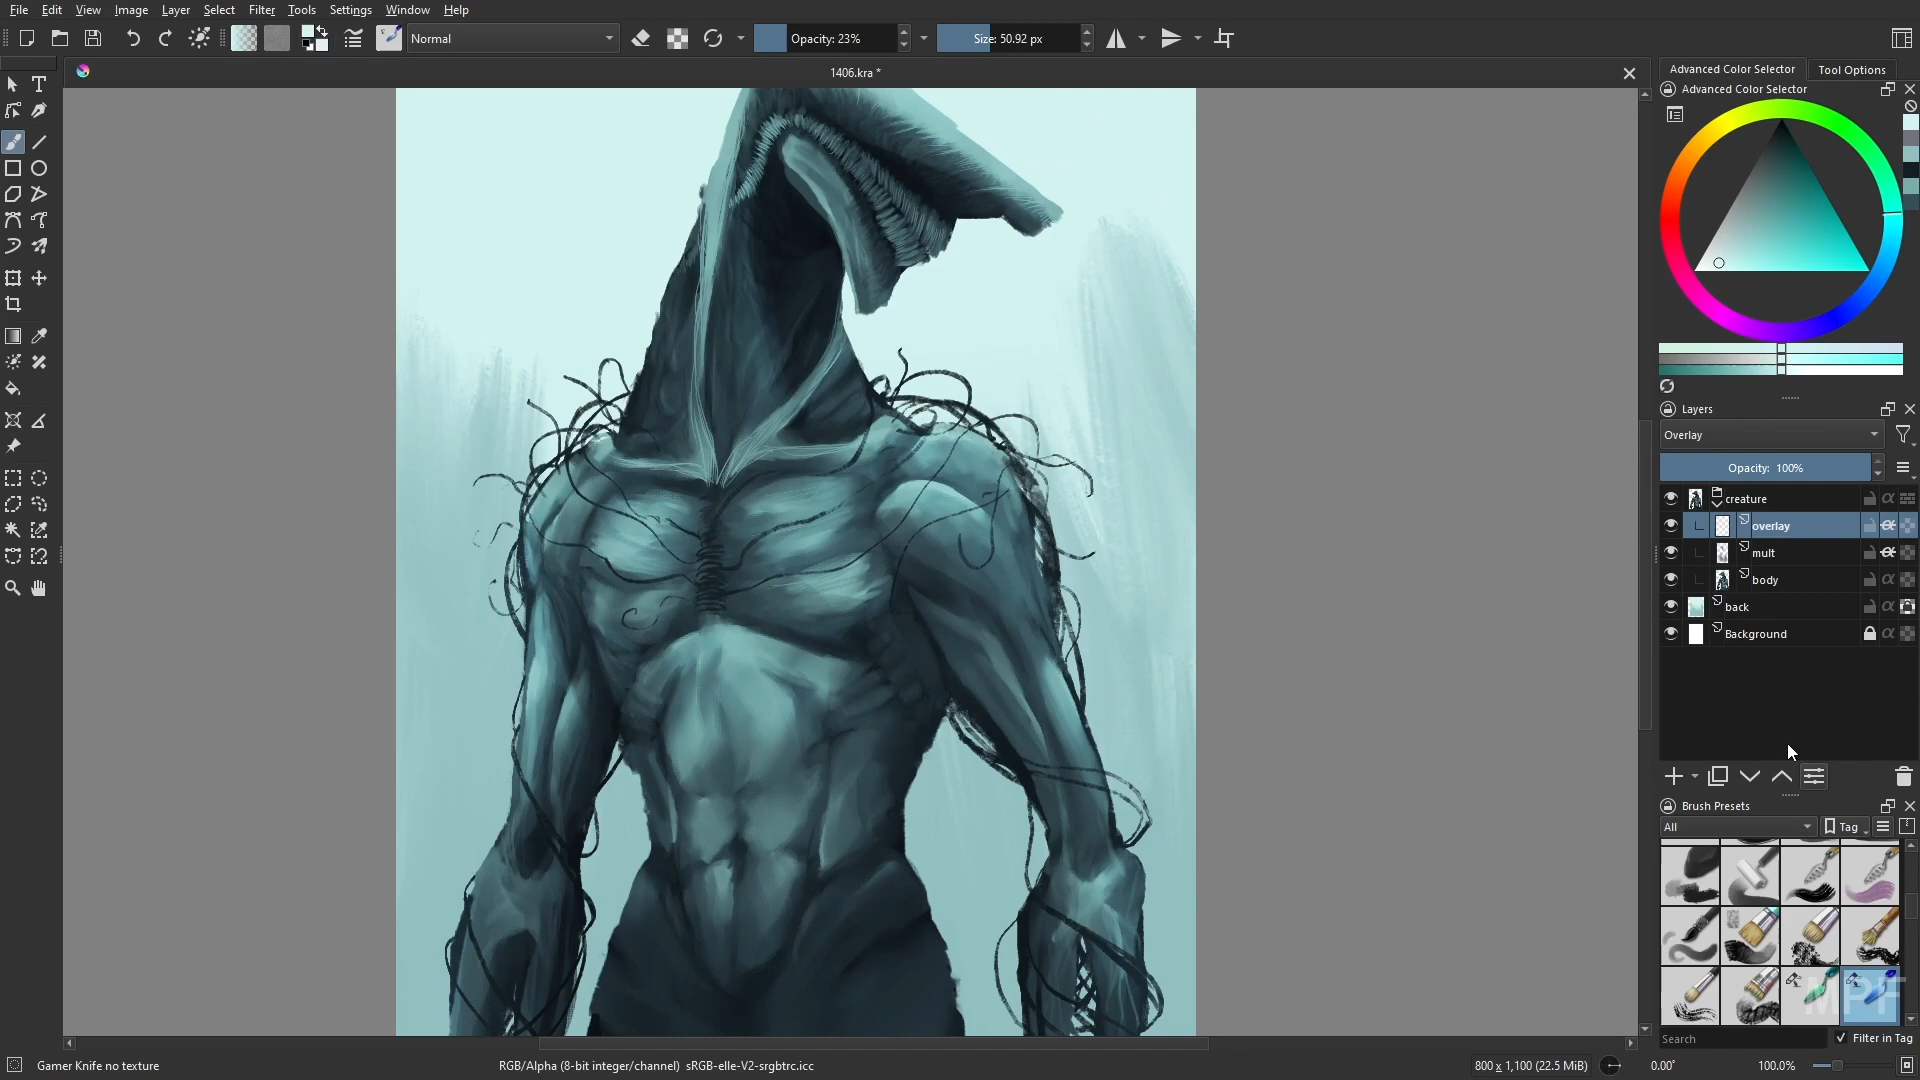 File Edit View Image Layer Select Filter Tools Settings Window Help
Normal
Opacity: 23%
Size: 50.92 px
1406.kra *
Advanced Color Selector
Tool Options
Advanced Color Selector
Layers
Overlay
Opacity: 100%
creature
overlay
mult
body
back
Background
Brush Presets
All
Tag
MPF
Search
Filter in Tag
Gamer Knife no texture
RGB/Alpha (8-bit integer/channel) sRGB-elle-V2-srgbtrc.icc
800 x 1,100 (22.5 MiB)
0.00°
100.0%